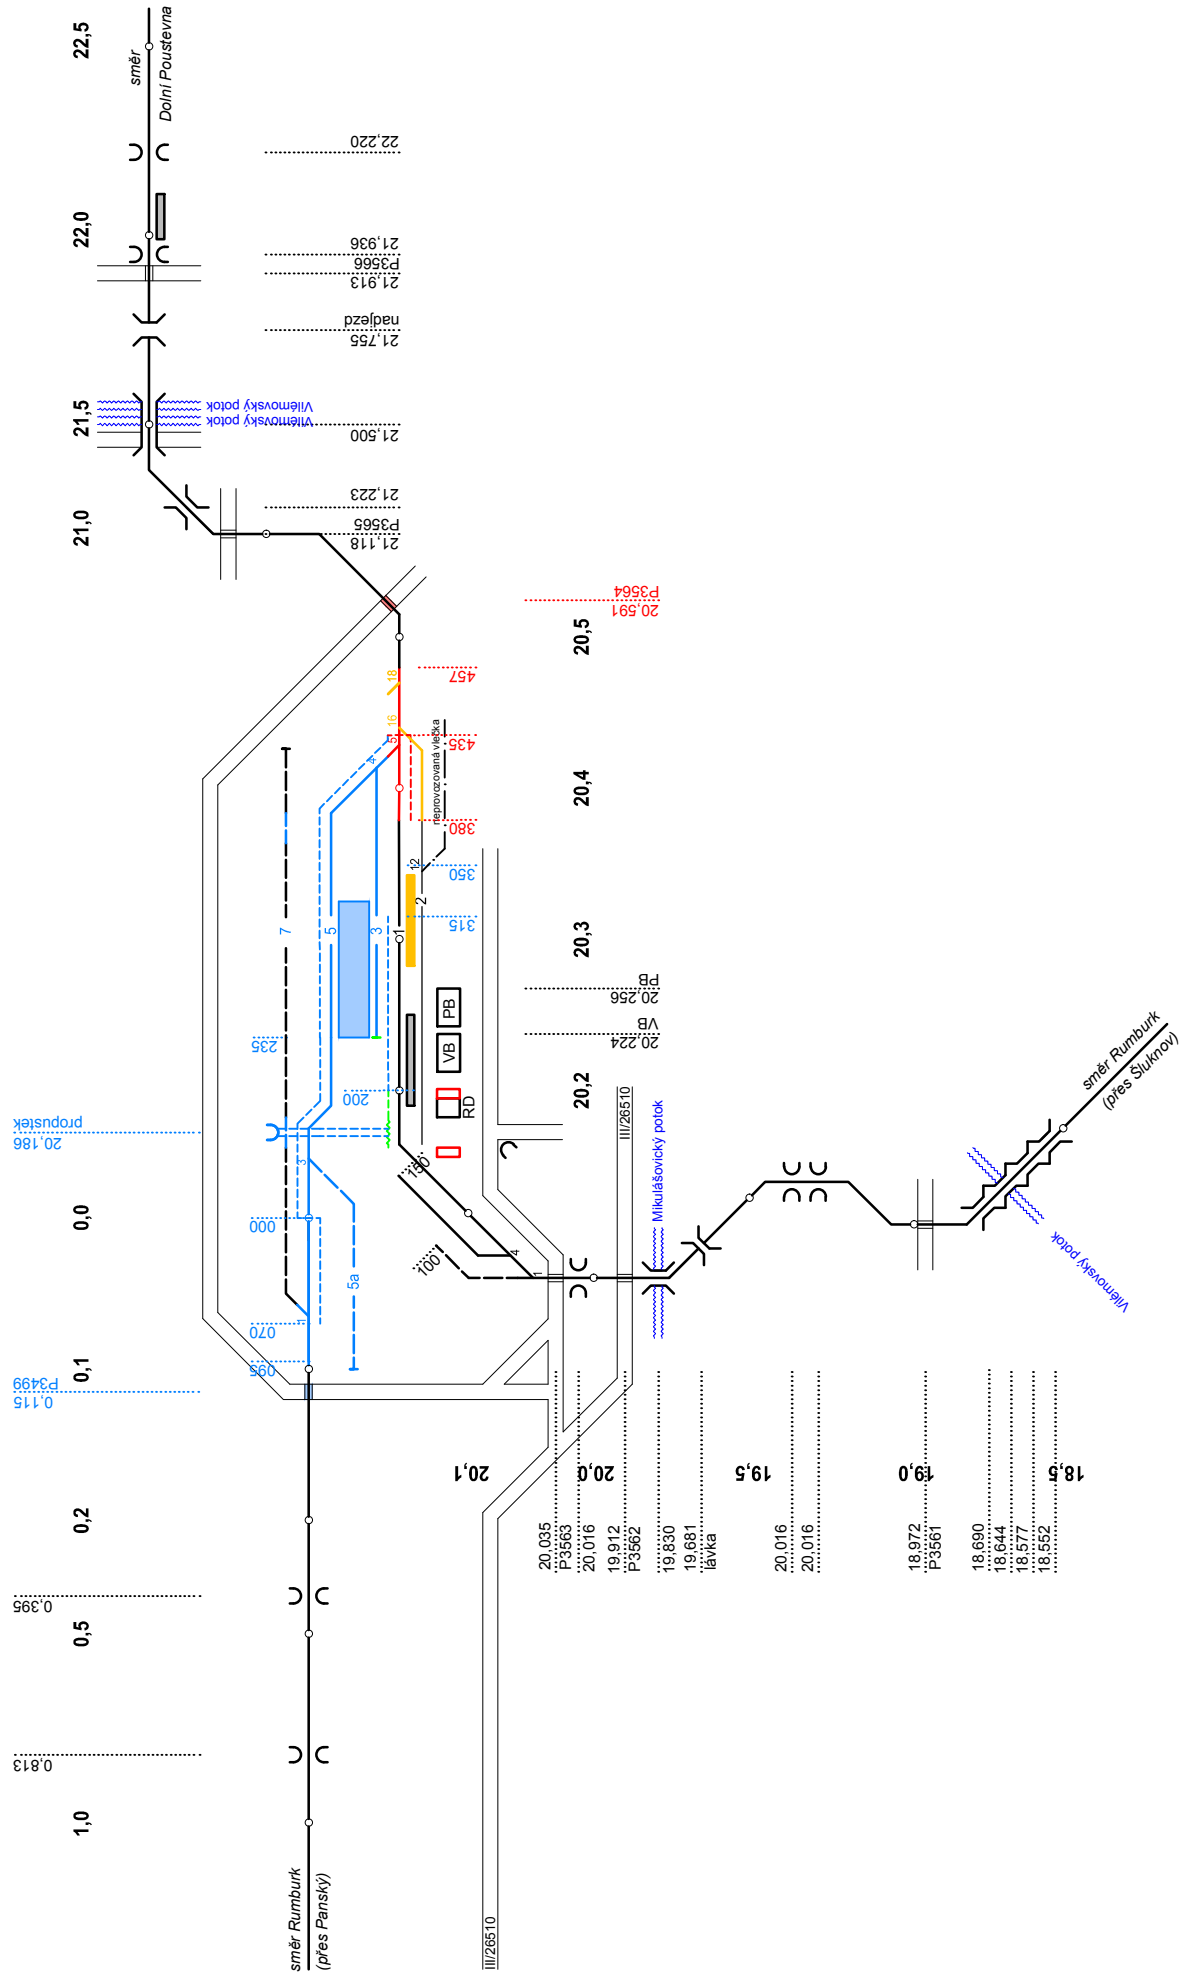 22,5
směr
Dolní Poustevna
22,220
22,0
21,936
P3566
21,913
nadjezd
21,755
Vilémovský potok
Vilémovský potok
21,5
21,500
21,223
21,0
P3565
21,118
P3564
20,591
20,5
457
18
16
435
5
4
neprovozovaná vlečka
20,4
380
12
350
2
315
7
5
3
1
20,3
PB
20,256
PB
VB
20,224
VB
235
200
RD
20,2
propustek
20,186
3
150
III/26510
Mikulášovický potok
směr Rumburk
(přes Šluknov)
Vilémovský potok
0,0
000
5a
100
4
1
1
070
095
0,1
P3499
0,115
20,1
20,0
19,5
19,0
18,5
20,035
P3563
20,016
19,912
P3562
19,830
19,681
lávka
20,016
20,016
18,972
P3561
18,690
18,644
18,577
18,552
0,2
0,395
0,5
0,813
1,0
směr Rumburk
(přes Panský)
III/26510